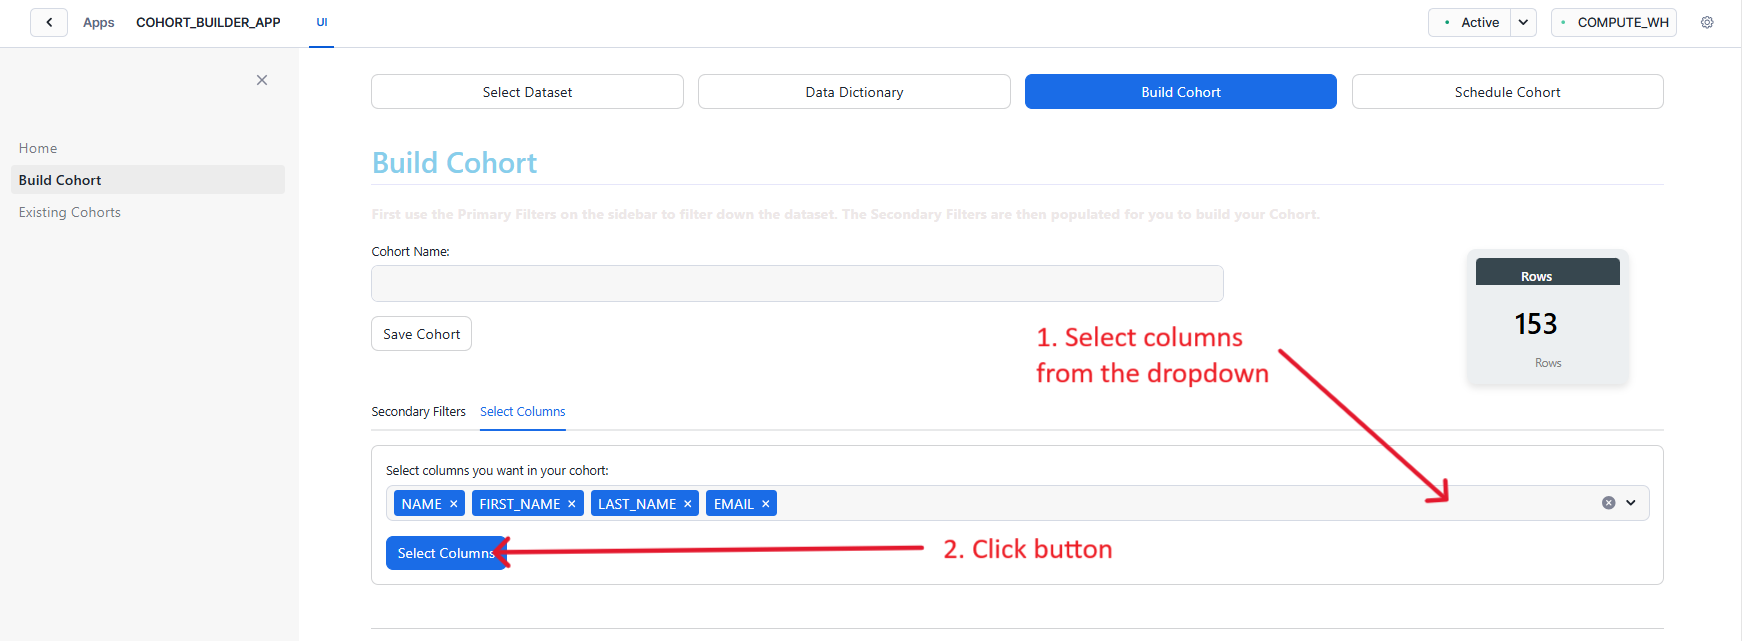 Apps COHORT_BUILDER_APP UI Active COMPUTE_WH
Select Dataset Data Dictionary Build Cohort Schedule Cohort
Home
Build Cohort
Existing Cohorts
Build Cohort
First use the Primary Filters on the sidebar to filter down the dataset. The Secondary Filters are then populated for you to build your Cohort.
Cohort Name:
Save Cohort
Rows
153
Rows
1. Select columns
from the dropdown
Secondary Filters Select Columns
Select columns you want in your cohort:
NAME × FIRST_NAME × LAST_NAME × EMAIL ×
Select Columns
2. Click button